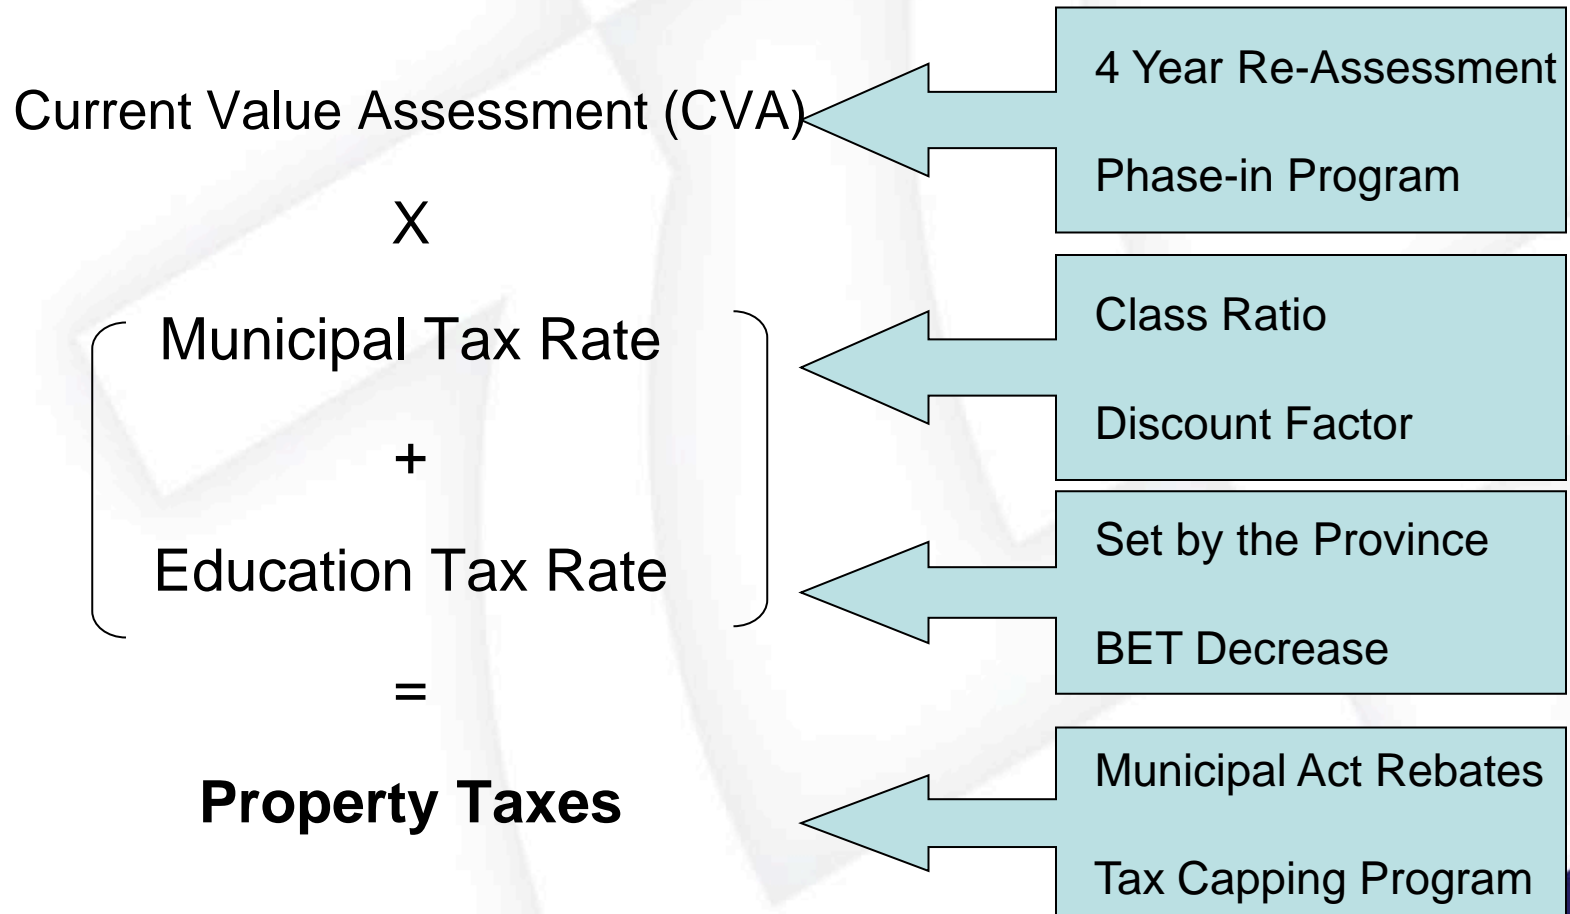 Current Value Assessment (CVA)
X
Municipal Tax Rate
+
Education Tax Rate
=
Property Taxes
4 Year Re-Assessment
Phase-in Program
Class Ratio
Discount Factor
Set by the Province
BET Decrease
Municipal Act Rebates
Tax Capping Program